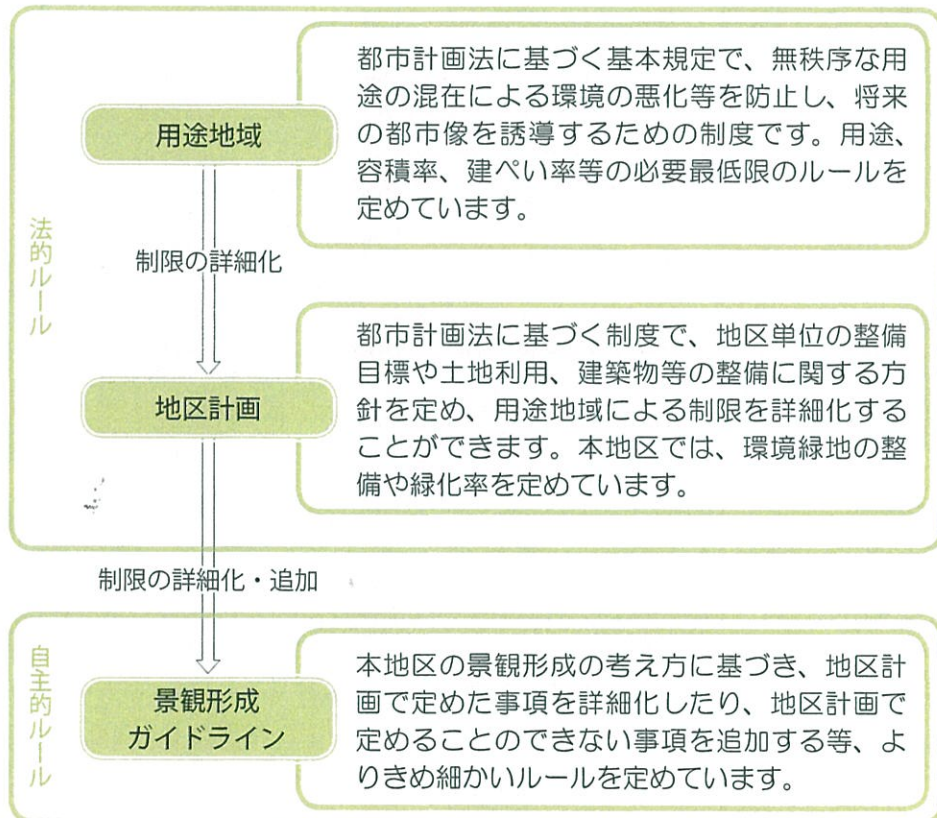 法的ルール
用途地域
都市計画法に基づく基本規定で、無秩序な用
途の混在による環境の悪化等を防止し、将来
の都市像を誘導するための制度です。用途、
容積率、建ぺい率等の必要最低限のルールを
定めています。
制限の詳細化
地区計画
都市計画法に基づく制度で、地区単位の整備
目標や土地利用、建築物等の整備に関する方
針を定め、用途地域による制限を詳細化する
ことができます。本地区では、環境緑地の整
備や緑化率を定めています。
制限の詳細化・追加
自主的ルール
景観形成
ガイドライン
本地区の景観形成の考え方に基づき、地区計
画で定めた事項を詳細化したり、地区計画で
定めることのできない事項を追加する等、よ
りきめ細かいルールを定めています。